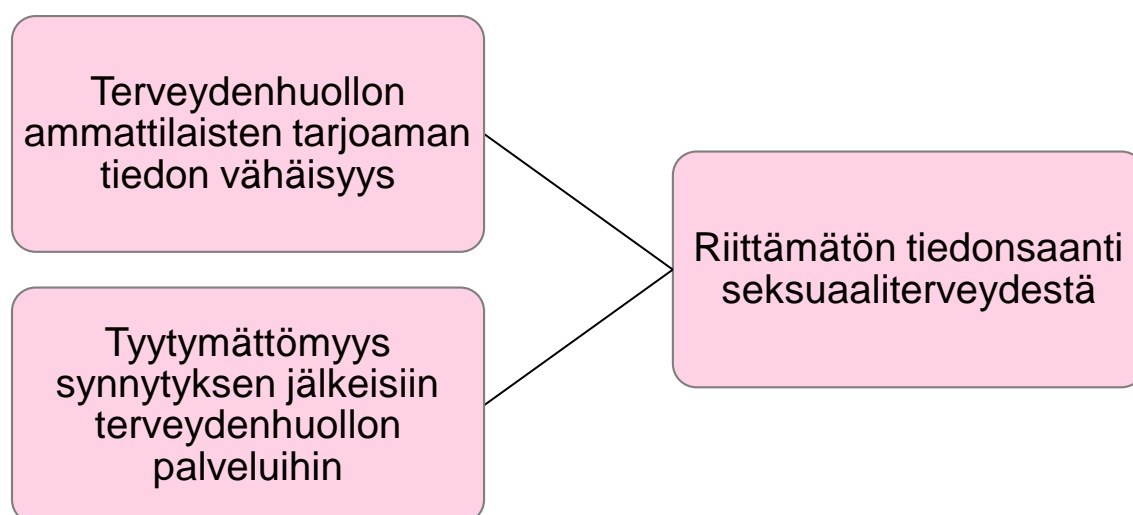 Terveydenhuollon
ammattilaisten tarjoaman
tiedon vähäisyys
Tyytymättömyys
synnytyksen jälkeisiin
terveydenhuollon
palveluihin
Riittämätön tiedonsaanti
seksuaaliterveydestä